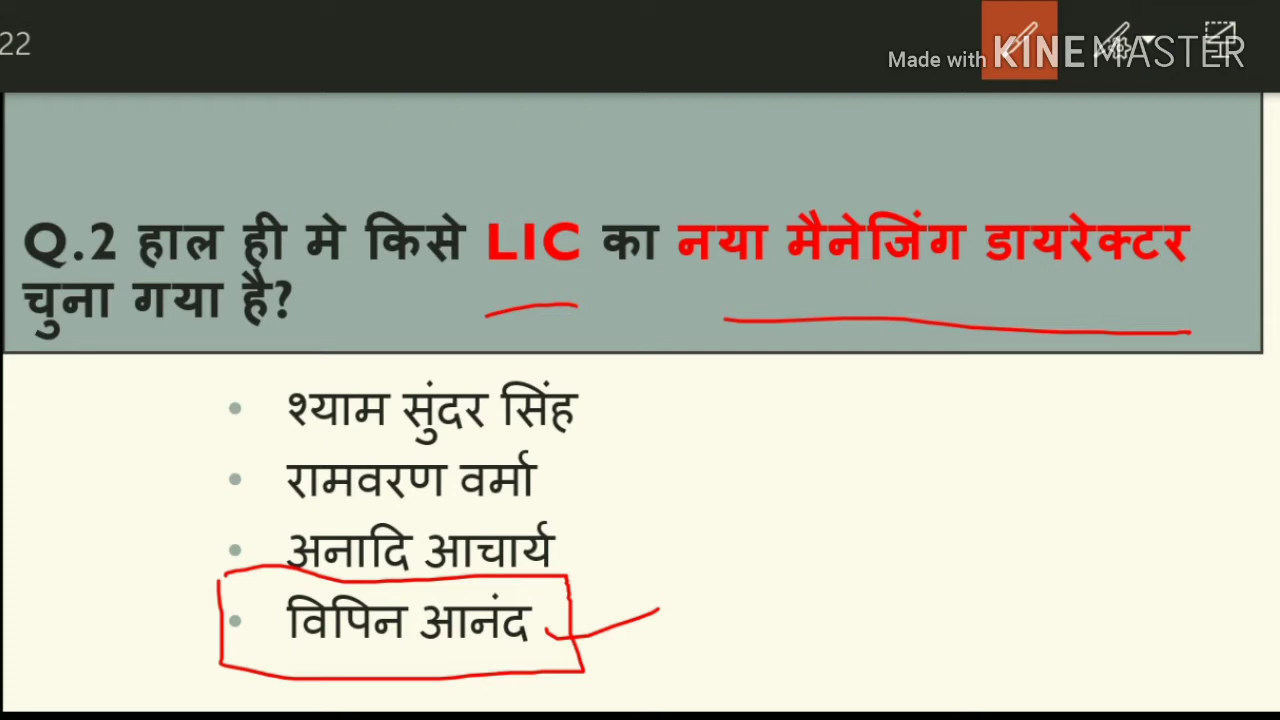 22
Made with KINEMASTER
Q.2 हाल ही मे किसे LIC का नया मैनेजिंग डायरेक्टर
चुना गया है?
• श्याम सुंदर सिंह
• रामवरण वर्मा
• अनादि आचार्य
• विपिन आनंद